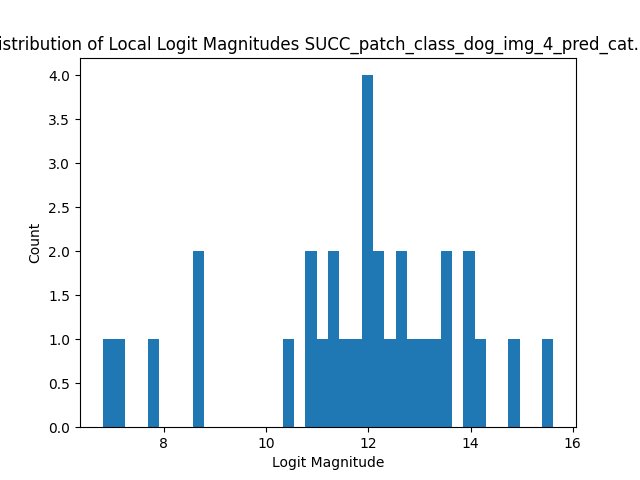 istribution of Local Logit Magnitudes SUCC_patch_class_dog_img_4_pred_cat.
4.0
3.5
3.0
2.5
2.0
1.5
1.0
0.5
0.0
Count
8 10 12 14 16
Logit Magnitude